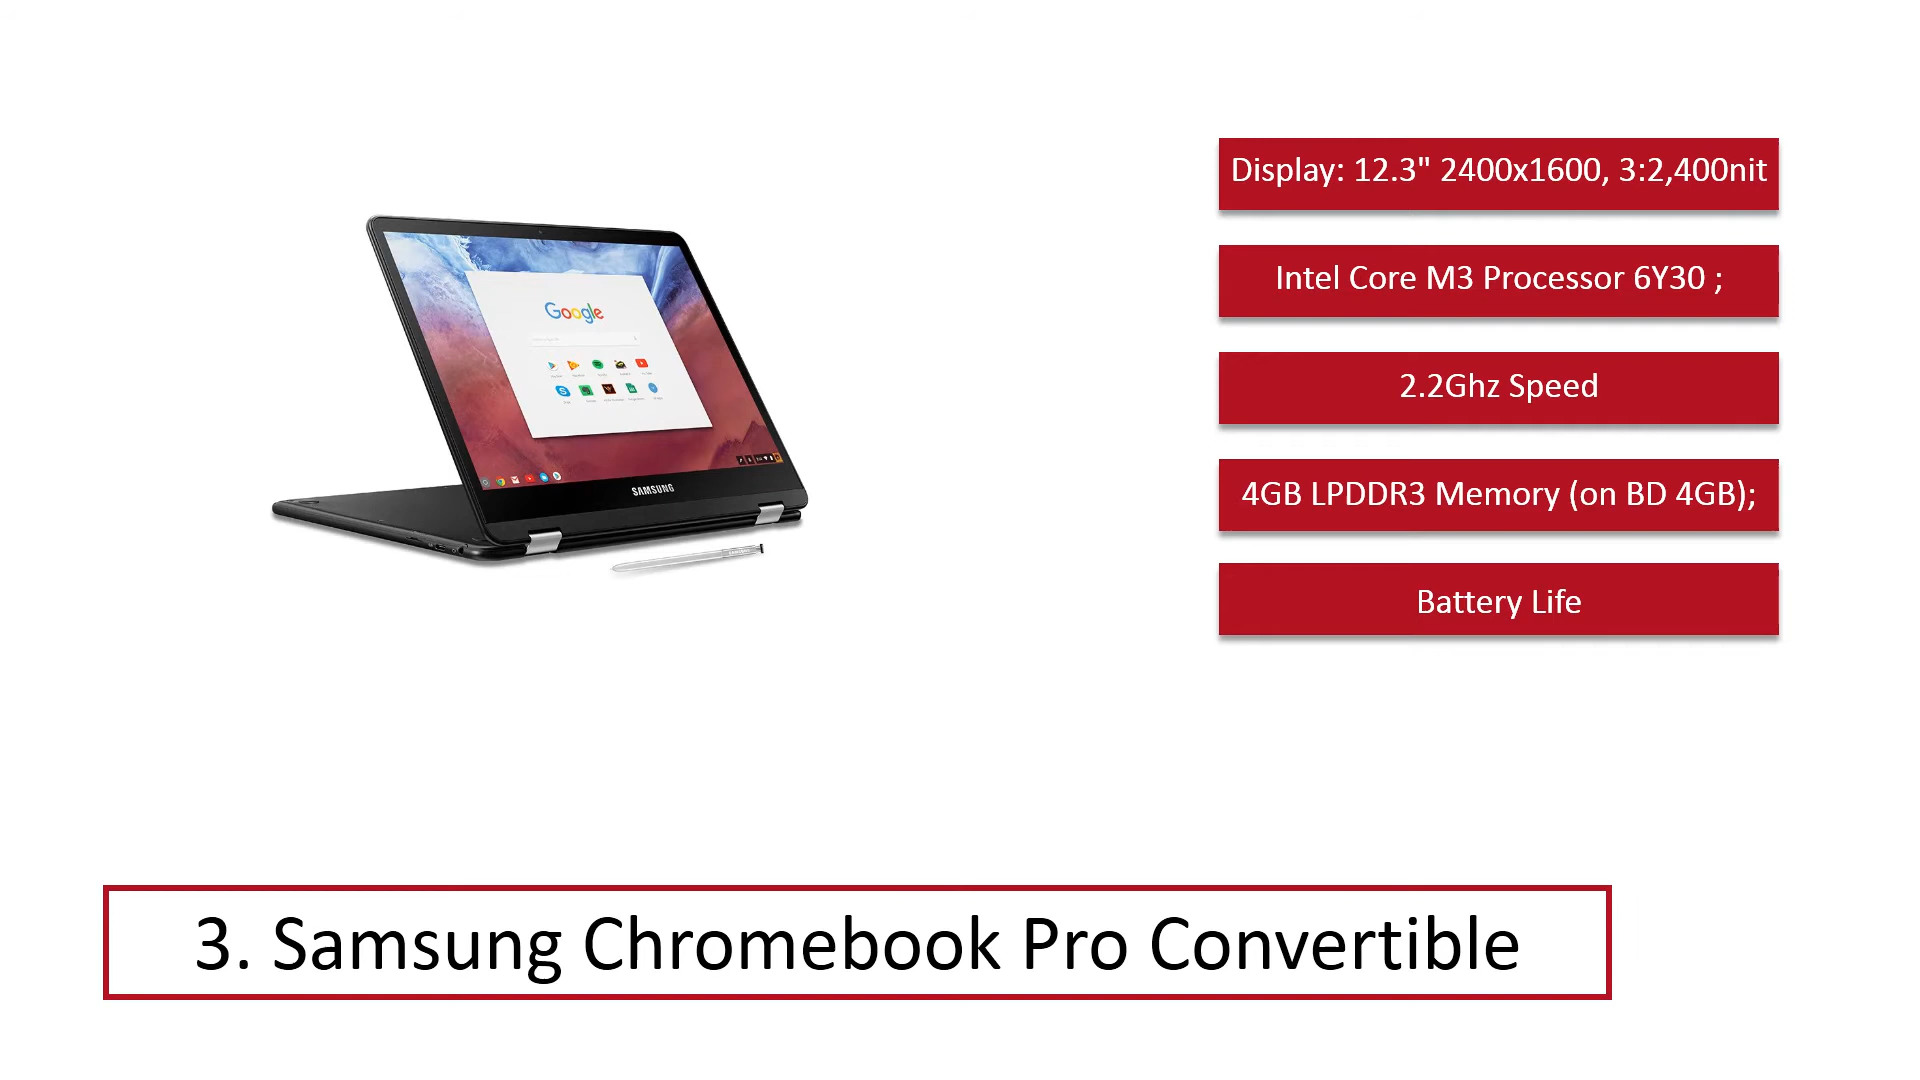 Display: 12.3" 2400x1600, 3:2,400nit
Intel Core M3 Processor 6Y30 ;
2.2Ghz Speed
4GB LPDDR3 Memory (on BD 4GB);
Battery Life
Google
SAMSUNG
3. Samsung Chromebook Pro Convertible